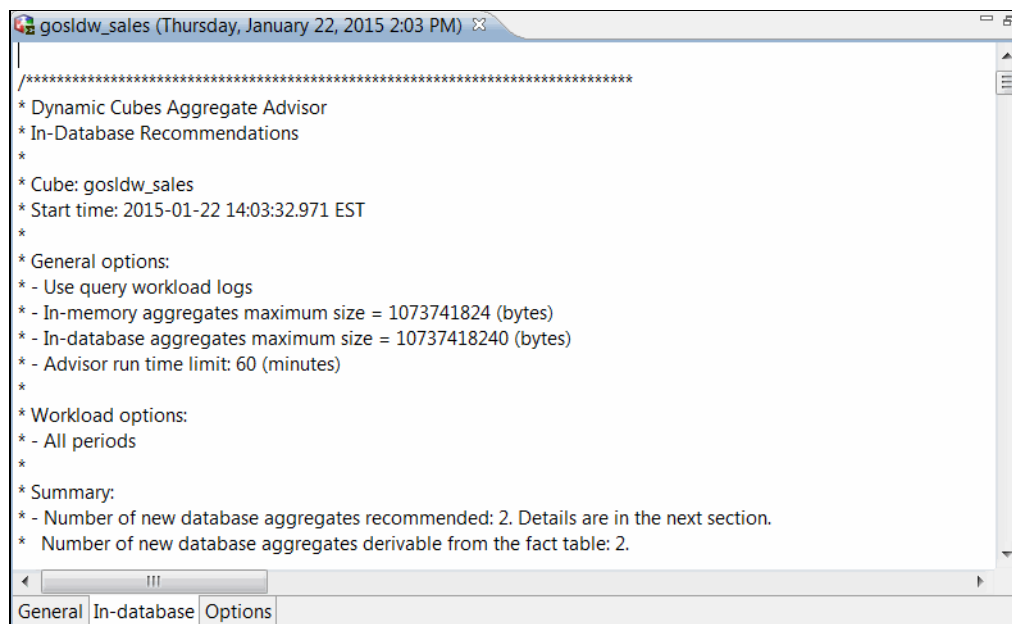 gosldw_sales (Thursday, January 22, 2015 2:03 PM)
/*******************************************************************************
* Dynamic Cubes Aggregate Advisor
* In-Database Recommendations
*
* Cube: gosldw_sales
* Start time: 2015-01-22 14:03:32.971 EST
*
* General options:
* - Use query workload logs
* - In-memory aggregates maximum size = 1073741824 (bytes)
* - In-database aggregates maximum size = 10737418240 (bytes)
* - Advisor run time limit: 60 (minutes)
*
* Workload options:
* - All periods
*
* Summary:
* - Number of new database aggregates recommended: 2. Details are in the next section.
*   Number of new database aggregates derivable from the fact table: 2.
General In-database Options